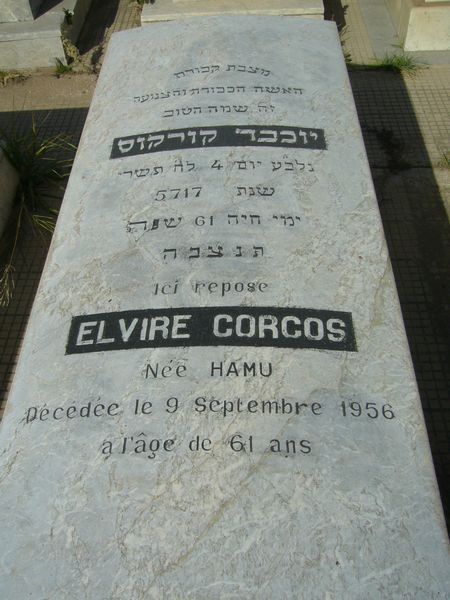 מצבת קבורת
האשה הכבודה והצנועה
זה שמה הטוב
יוכבד קורקוס
נלבע יום 4 לח תשרי
שנת 5717
ימי חיה 61 שנה
תנצבה
Ici repose
ELVIRE CORCOS
Née HAMU
Décédée le 9 Septembre 1956
à l'âge de 61 ans